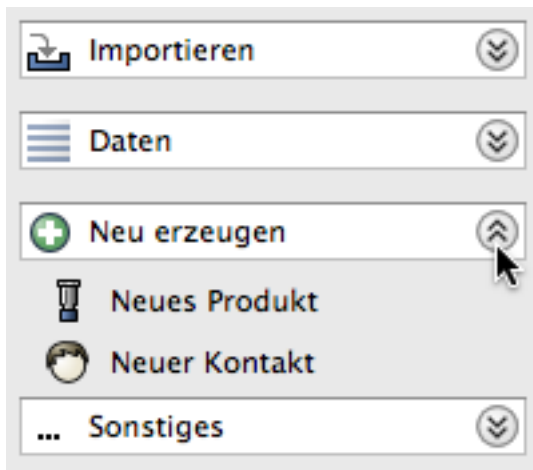 Importieren
Daten
Neu erzeugen
Neues Produkt
Neuer Kontakt
... Sonstiges